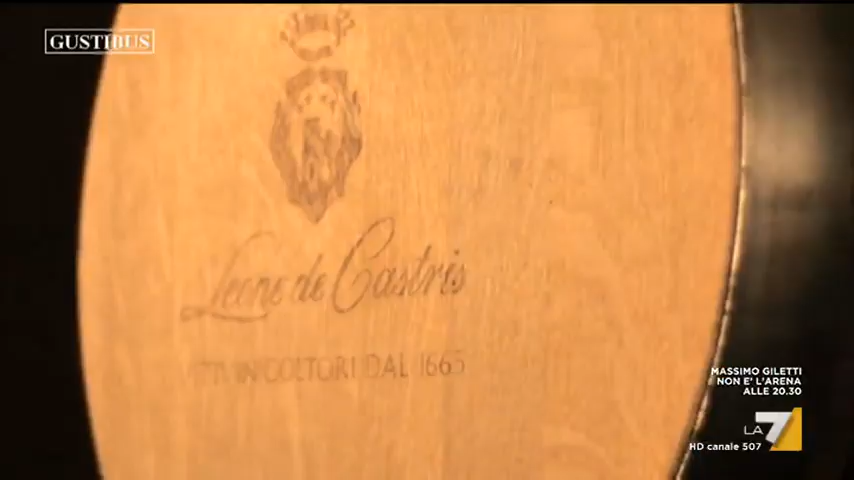 GUSTIBUS
Leone de Castris
VITIVINICOLTORI DAL 1665
MASSIMO GILETTI
NON E' L'ARENA
ALLE 20.30
LA 7
HD canale 507